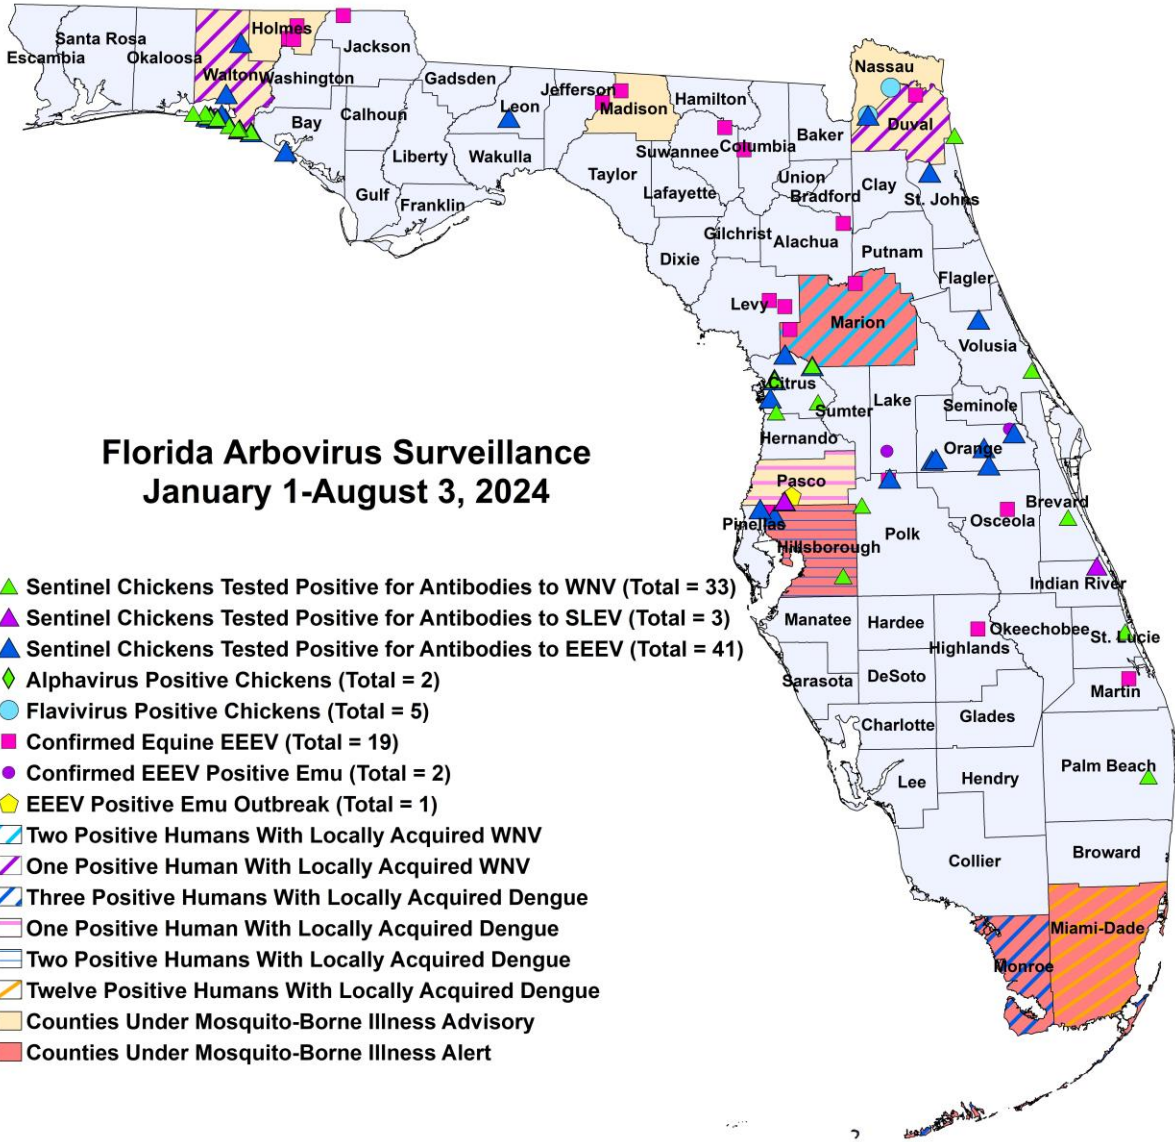 Holmes
Santa Rosa
Escambia
Okaloosa
Jackson
Walton
Washington
Gadsden
Jefferson
Leon
Madison
Hamilton
Nassau
Calhoun
Bay
Duval
Baker
Columbia
Suwannee
Liberty
Wakulla
Taylor
Union
Clay
Lafayette
Bradford
St. Johns
Gulf
Franklin
Gilchrist
Alachua
Putnam
Dixie
Flagler
Levy
Marion
Volusia
Citrus
Lake
Sumter
Seminole
Hernando
Orange
Florida Arbovirus Surveillance
January 1-August 3, 2024
Pasco
Brevard
Osceola
Pinellas
Polk
Hillsborough
Indian River
Manatee
Hardee
Okeechobee
St. Lucie
Highlands
Sarasota
DeSoto
Martin
Charlotte
Glades
Palm Beach
Lee
Hendry
Broward
Collier
Miami-Dade
Monroe
Sentinel Chickens Tested Positive for Antibodies to WNV (Total = 33)
Sentinel Chickens Tested Positive for Antibodies to SLEV (Total = 3)
Sentinel Chickens Tested Positive for Antibodies to EEEV (Total = 41)
Alphavirus Positive Chickens (Total = 2)
Flavivirus Positive Chickens (Total = 5)
Confirmed Equine EEEV (Total = 19)
Confirmed EEEV Positive Emu (Total = 2)
EEEV Positive Emu Outbreak (Total = 1)
Two Positive Humans With Locally Acquired WNV
One Positive Human With Locally Acquired WNV
Three Positive Humans With Locally Acquired Dengue
One Positive Human With Locally Acquired Dengue
Two Positive Humans With Locally Acquired Dengue
Twelve Positive Humans With Locally Acquired Dengue
Counties Under Mosquito-Borne Illness Advisory
Counties Under Mosquito-Borne Illness Alert